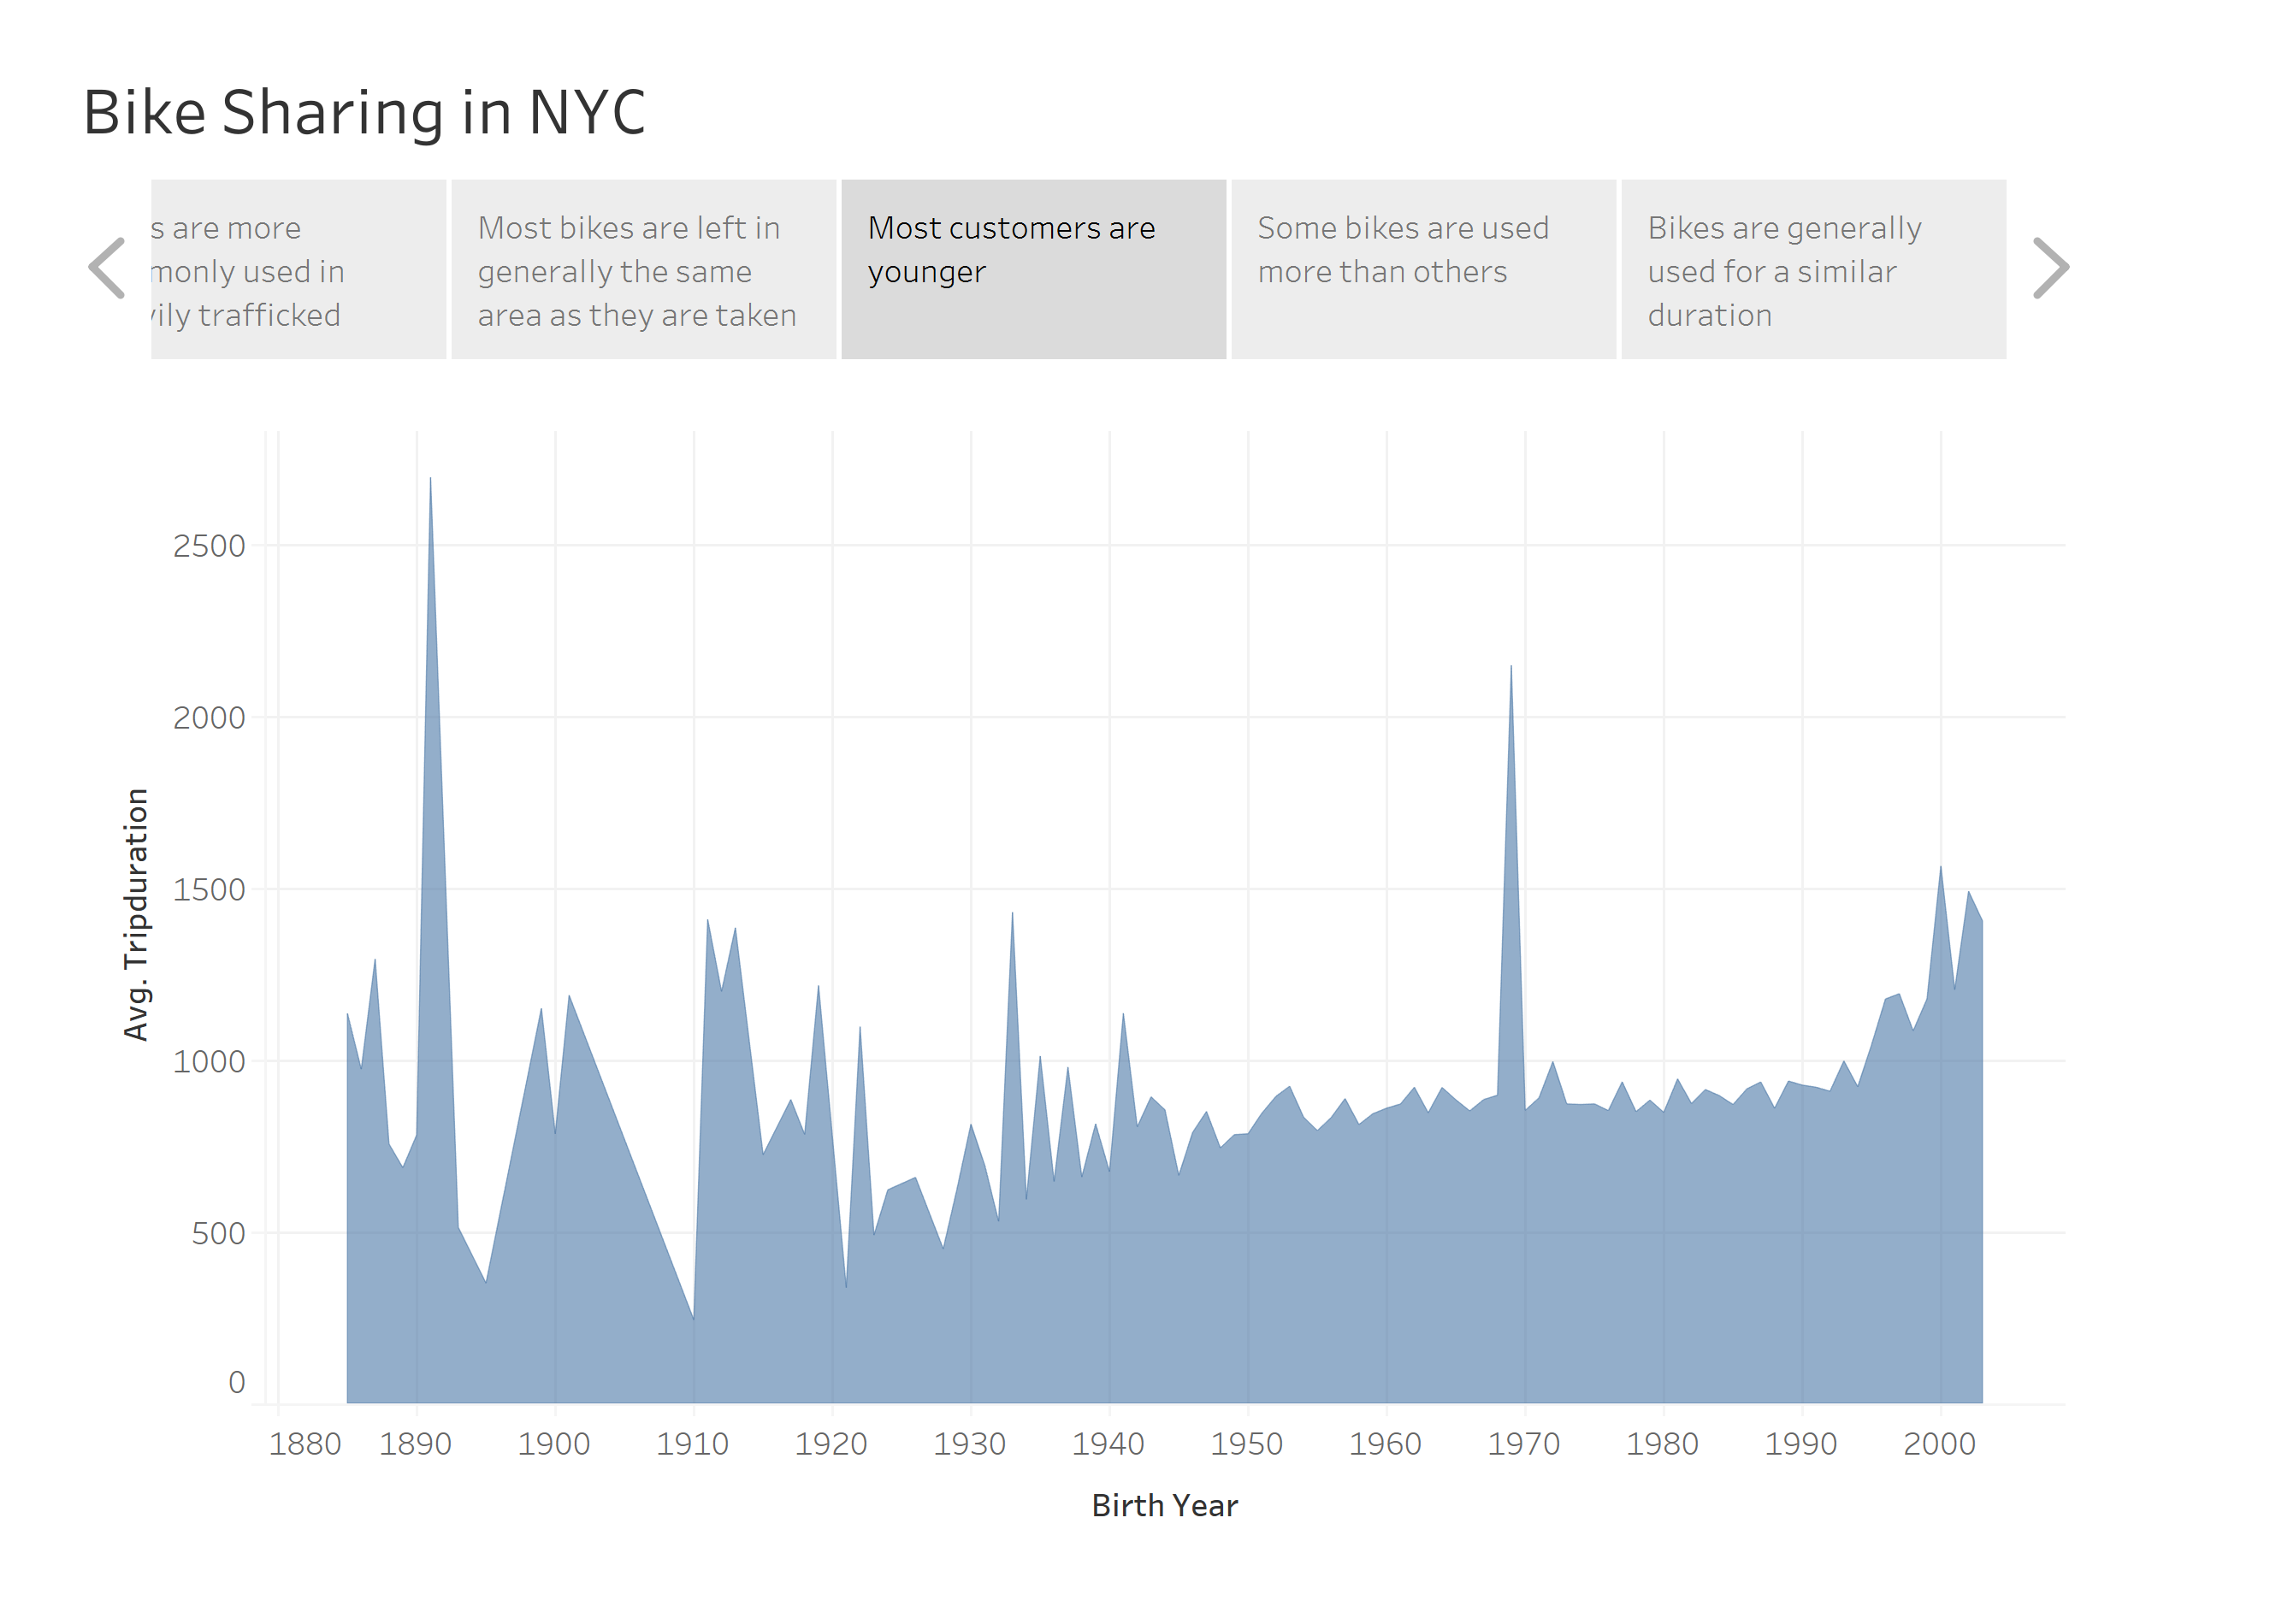 Bike Sharing in NYC
s are more
monly used in
ily trafficked
Most bikes are left in
generally the same
area as they are taken
Most customers are
younger
Some bikes are used
more than others
Bikes are generally
used for a similar
duration
2500
2000
1500
1000
500
0
Avg. Tripduration
1880 1890 1900 1910 1920 1930 1940 1950 1960 1970 1980 1990 2000
Birth Year